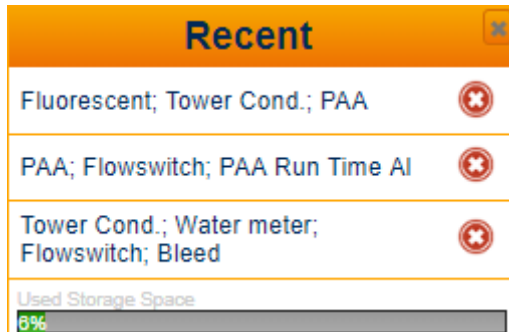 Recent
Fluorescent; Tower Cond.; PAA
PAA; Flowswitch; PAA Run Time Al
Tower Cond.; Water meter;
Flowswitch; Bleed
Used Storage Space
6%